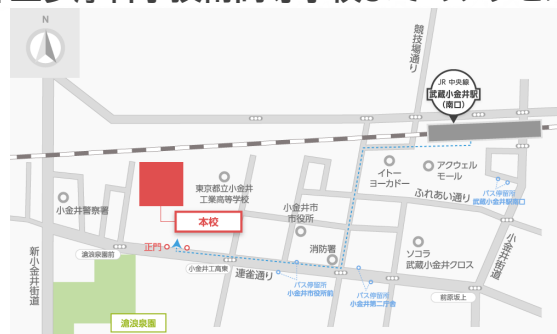 N
競技場通り
JR 中央線
武蔵小金井駅
(南口)
東京都立小金井
工業高等学校
イトー
ヨーカドー
アクウェル
モール
ふれあい通り
バス停留所
武蔵小金井駅南口
小金井警察署
本校
小金井市
市役所
小金井街道
正門
滄浪泉園前
新小金井街道
小金井工高東
連雀通り
消防署
ソコラ
武蔵小金井クロス
バス停留所
小金井市役所前
バス停留所
小金井第二庁舎
前原坂上
滄浪泉園